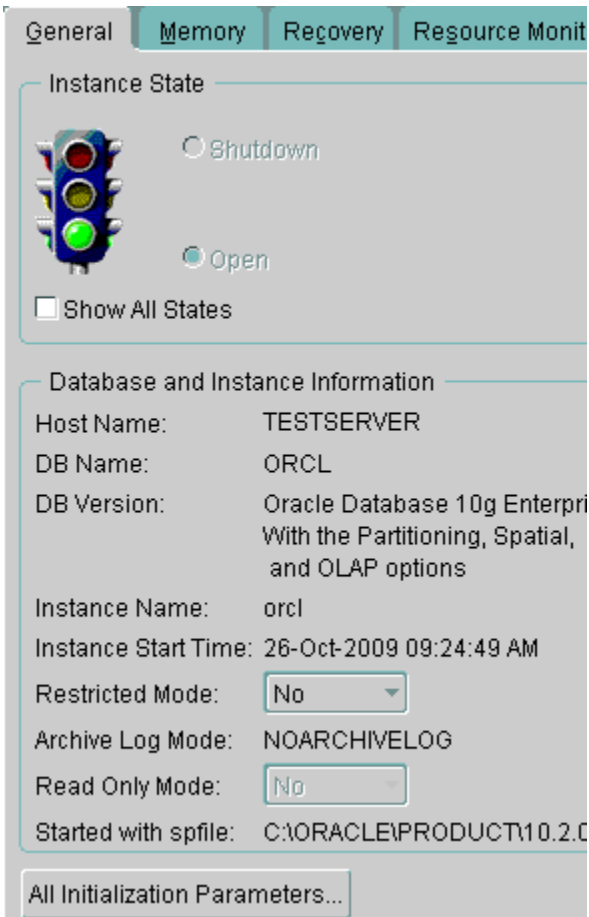 General Memory Recovery Resource Monit
Instance State
Shutdown
Open
Show All States
Database and Instance Information
Host Name: TESTSERVER
DB Name: ORCL
DB Version: Oracle Database 10g Enterpri
With the Partitioning, Spatial,
and OLAP options
Instance Name: orcl
Instance Start Time: 26-Oct-2009 09:24:49 AM
Restricted Mode: No
Archive Log Mode: NOARCHIVELOG
Read Only Mode: No
Started with spfile: C:\ORACLE\PRODUCT\10.2.0
All Initialization Parameters...